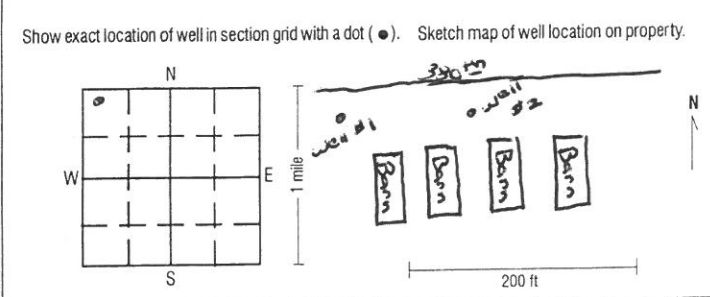 Show exact location of well in section grid with a dot ( ● ). Sketch map of well location on property.
N
W
E
S
1 mile
330th
Well #1
Well #2
Barn
Barn
Barn
Barn
N
200 ft